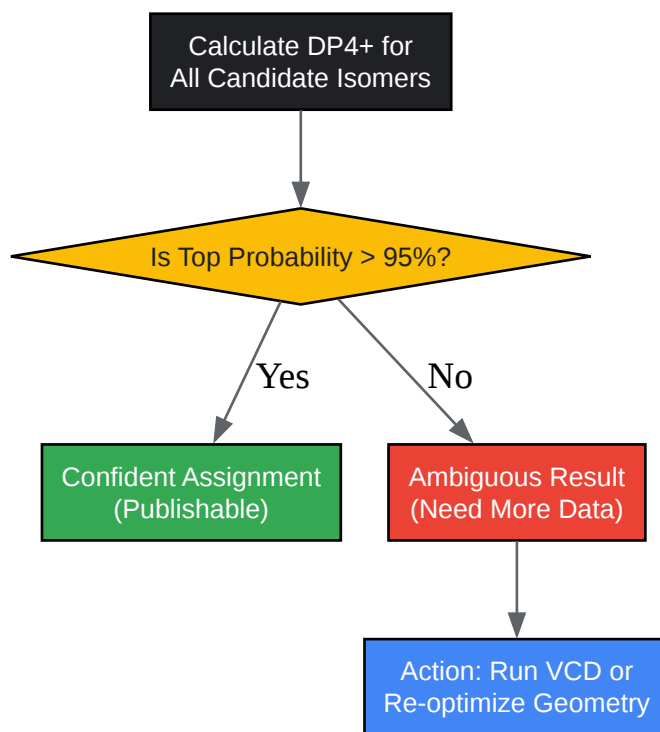 Calculate DP4+ for
All Candidate Isomers
Is Top Probability > 95%?
Yes
No
Confident Assignment
(Publishable)
Ambiguous Result
(Need More Data)
Action: Run VCD or
Re-optimize Geometry